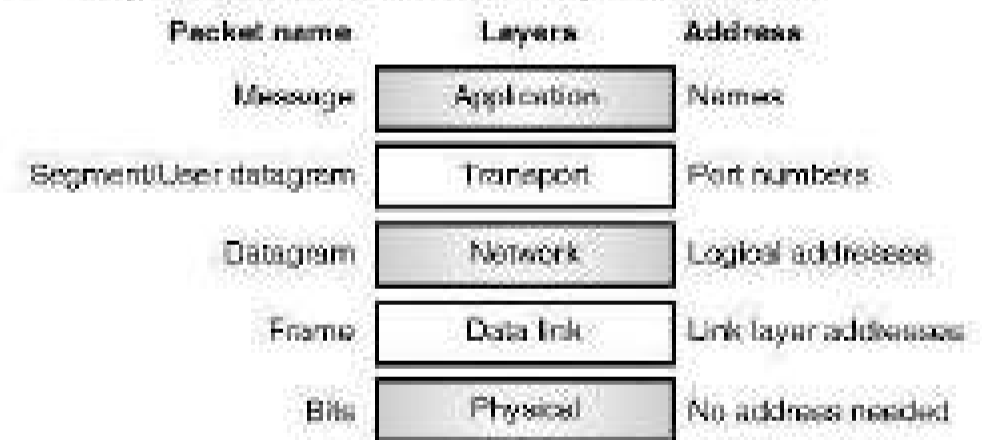 Packet name Layers Address
Message Application Names
Segment/User datagram Transport Port numbers
Datagram Network Logical addresses
Frame Data link Link layer addresses
Bits Physical No address needed